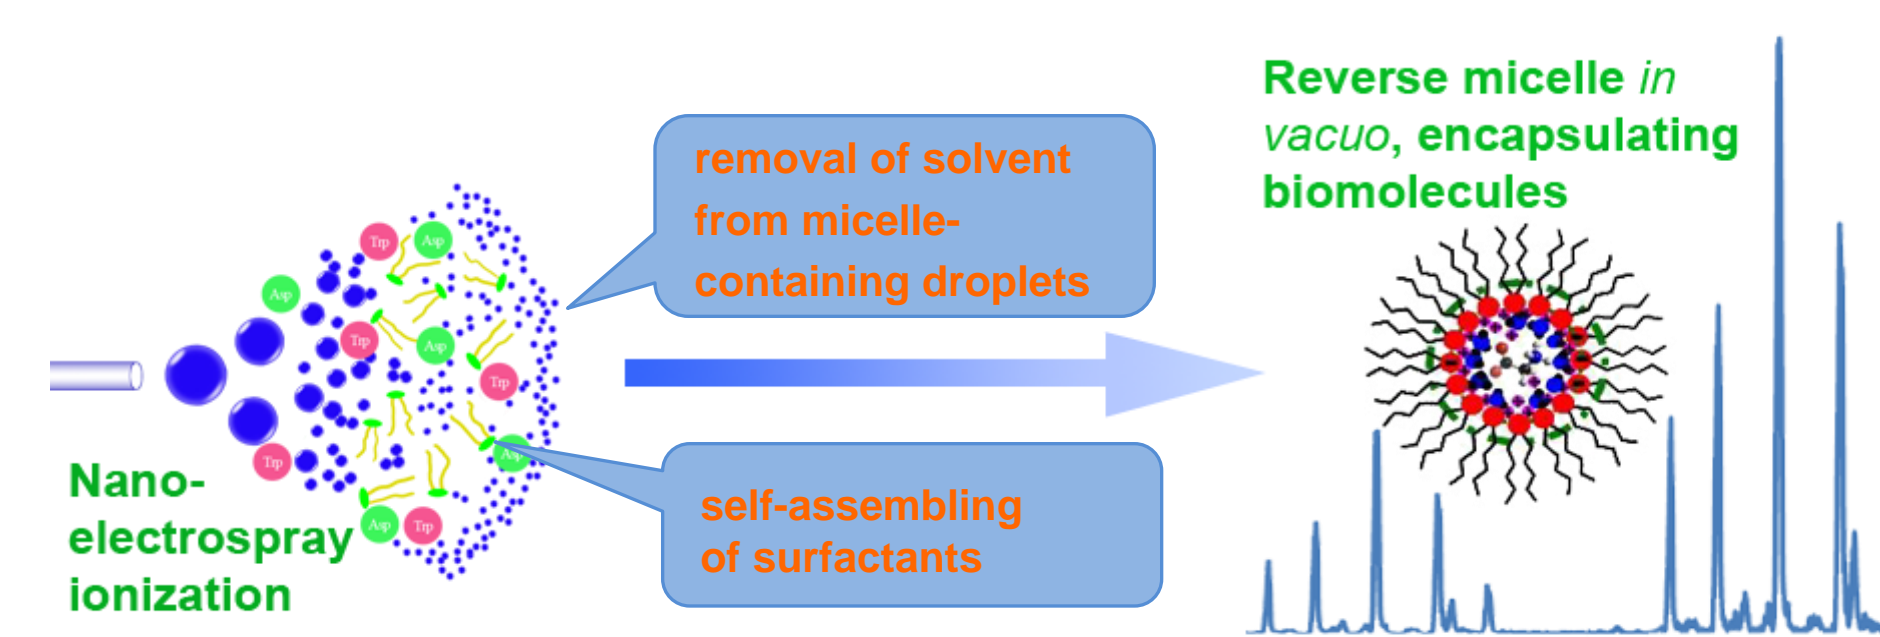 Reverse micelle in
vacuo, encapsulating
biomolecules
removal of solvent
from micelle-
containing droplets
Trp
Asp
Asp
Trp
Asp
Trp
Trp
Asp
Asp
Trp
self-assembling
of surfactants
Nano-
electrospray
ionization